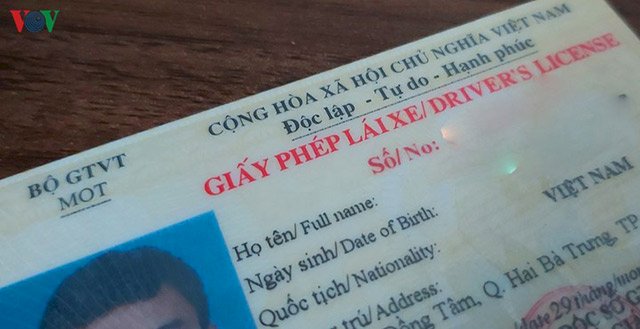 VOV
CỘNG HÒA XÃ HỘI CHỦ NGHĨA VIỆT NAM
Độc lập - Tự do - Hạnh phúc
BỘ GTVT
MOT
GIẤY PHÉP LÁI XE/ DRIVER'S LICENSE
Số/ No:
Họ tên/ Full name:
Ngày sinh/ Date of Birth:
Quốc tịch/ Nationality: VIỆT NAM
trú/ Address:
Đồng Tâm, Q. Hai Bà Trưng, TP
date 29 tháng/